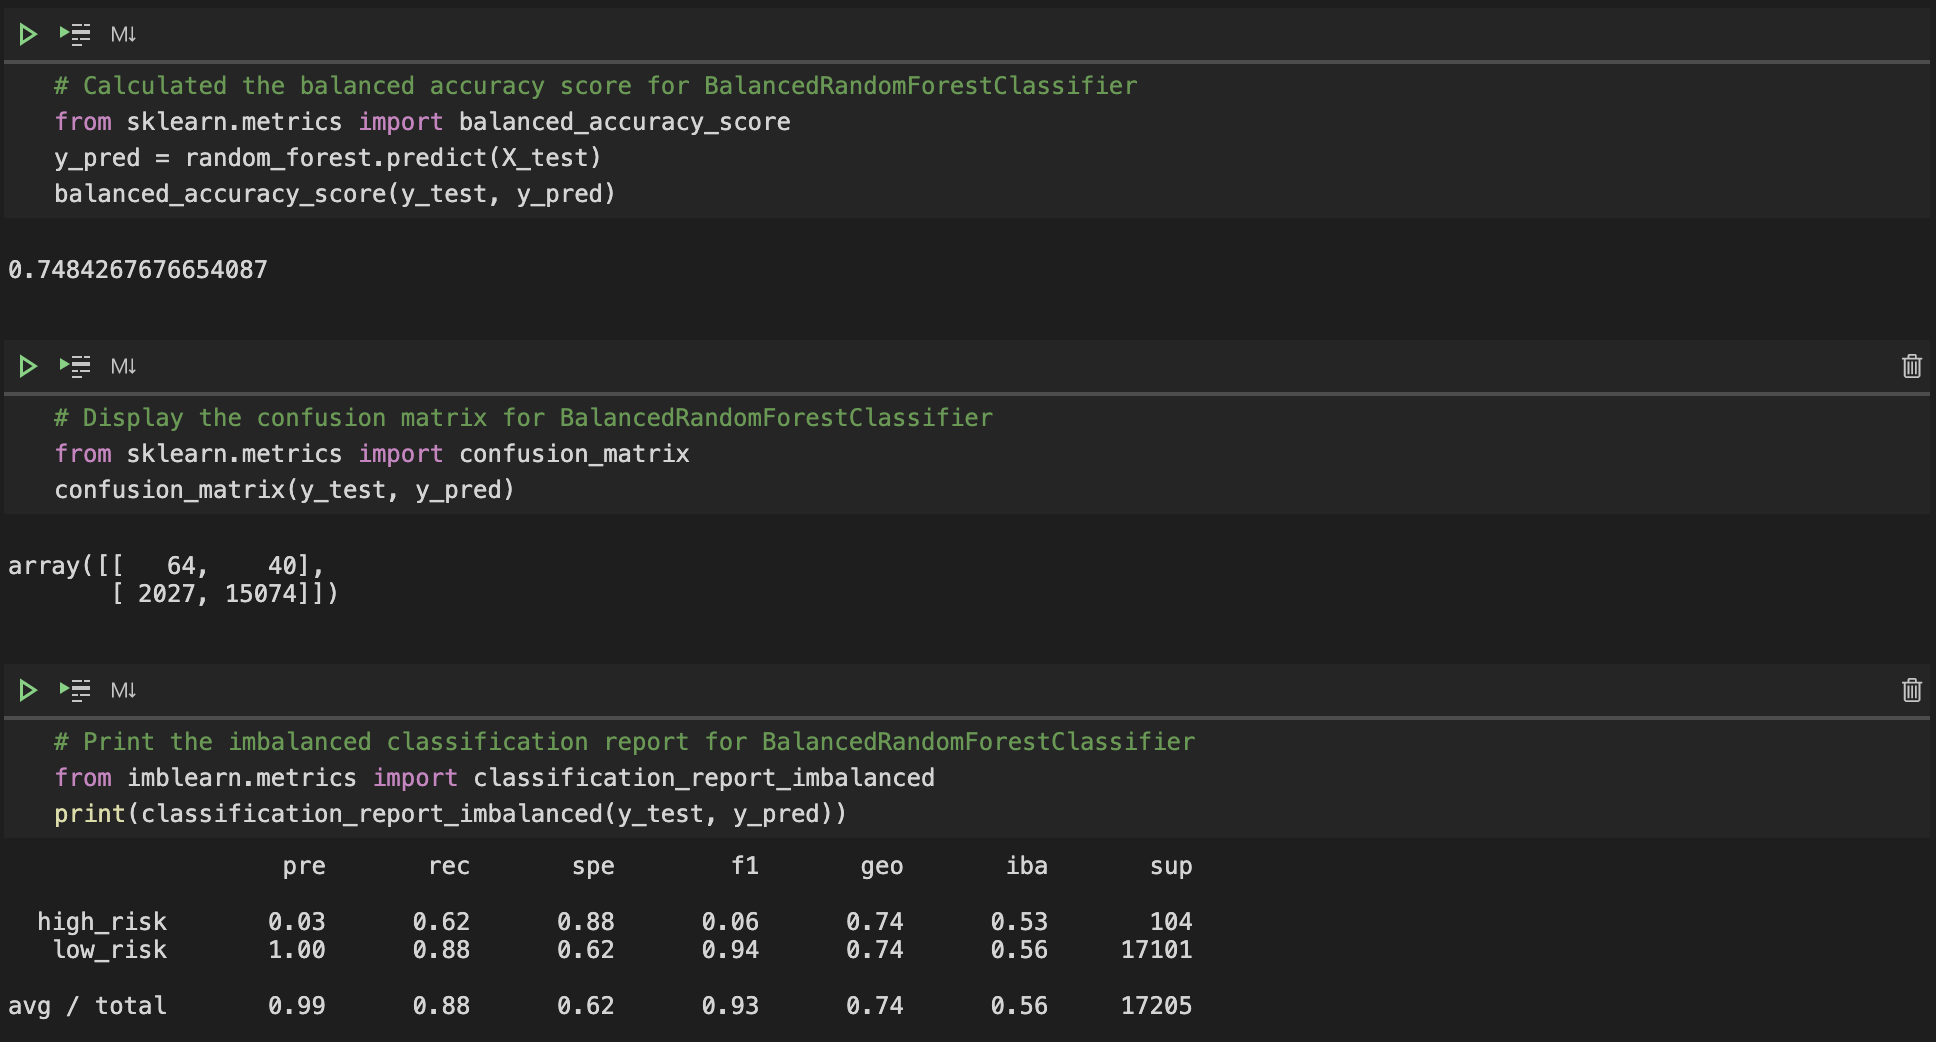 M↓
# Calculated the balanced accuracy score for BalancedRandomForestClassifier
from sklearn.metrics import balanced_accuracy_score
y_pred = random_forest.predict(X_test)
balanced_accuracy_score(y_test, y_pred)
0.7484267676654087
M↓
# Display the confusion matrix for BalancedRandomForestClassifier
from sklearn.metrics import confusion_matrix
confusion_matrix(y_test, y_pred)
array([[   64,    40],
       [ 2027, 15074]])
M↓
# Print the imbalanced classification report for BalancedRandomForestClassifier
from imblearn.metrics import classification_report_imbalanced
print(classification_report_imbalanced(y_test, y_pred))
                   pre       rec       spe        f1       geo       iba       sup
  high_risk       0.03      0.62      0.88      0.06      0.74      0.53       104
   low_risk       1.00      0.88      0.62      0.94      0.74      0.56     17101
avg / total       0.99      0.88      0.62      0.93      0.74      0.56     17205